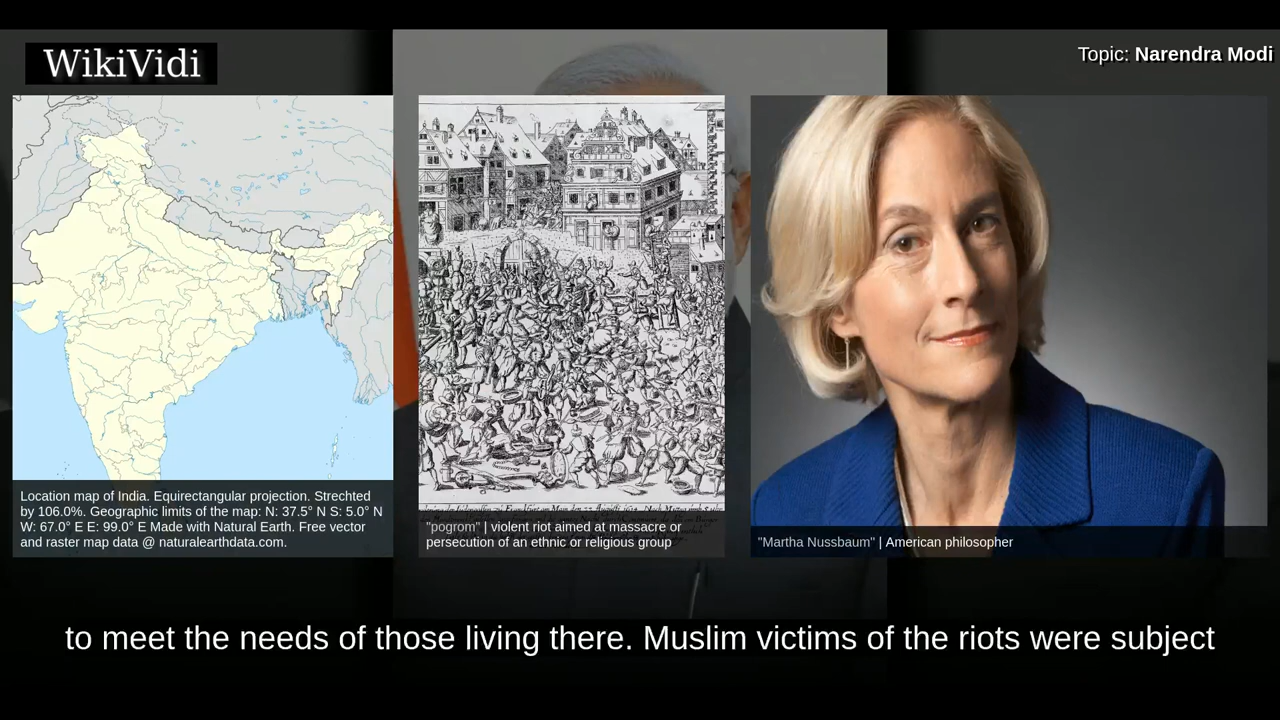 WikiVidi
Topic: Narendra Modi
Location map of India. Equirectangular projection. Strechted
by 106.0%. Geographic limits of the map: N: 37.5° N S: 5.0° N
W: 67.0° E E: 99.0° E Made with Natural Earth. Free vector
and raster map data @ naturalearthdata.com.
"pogrom" | violent riot aimed at massacre or
persecution of an ethnic or religious group
"Martha Nussbaum" | American philosopher
to meet the needs of those living there. Muslim victims of the riots were subject